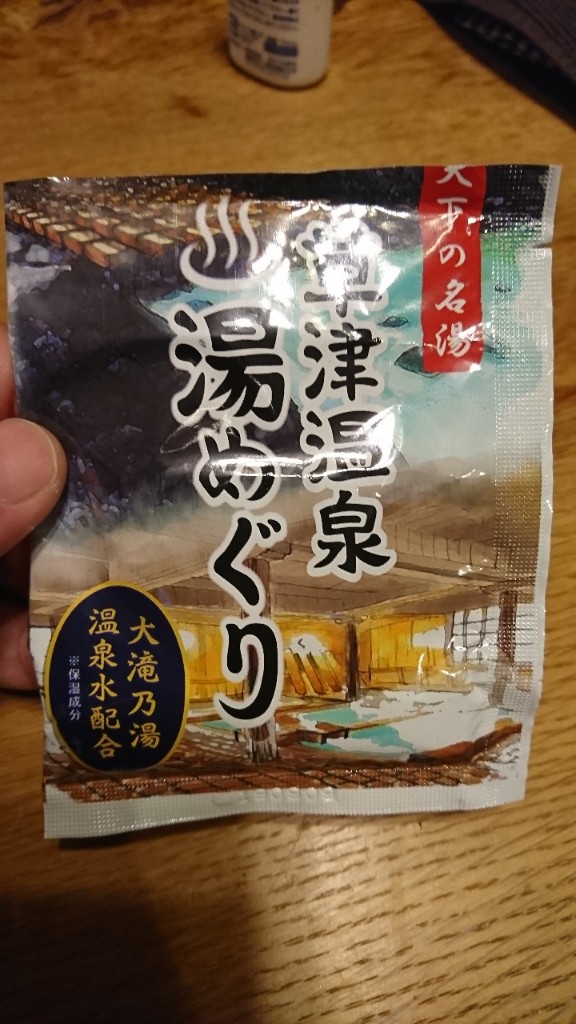 天下の名湯
草津温泉
湯めぐり
大滝乃湯
温泉水配合
※保湿成分